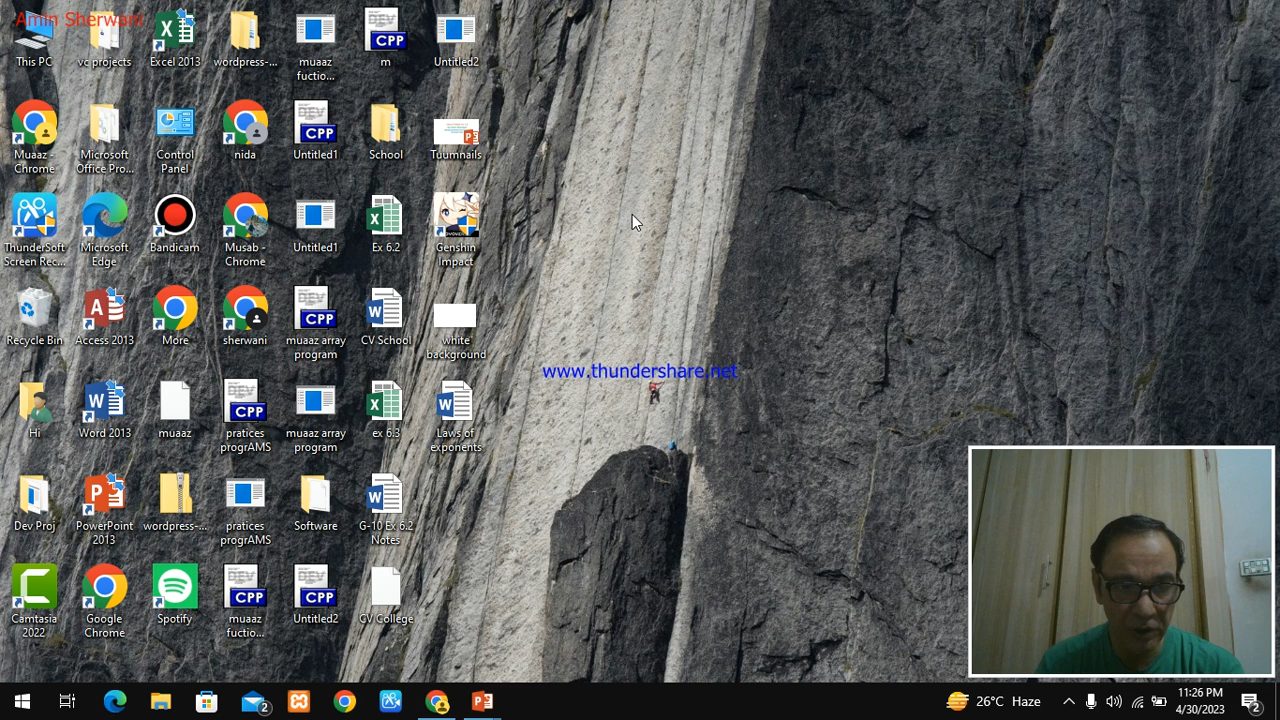 Amin Sherwani
This PC
vc projects
Excel 2013
wordpress-...
muaaz
fuctio...
CPP
m
Untitled2
Muaaz -
Chrome
Microsoft
Office Pro...
Control
Panel
nida
CPP
Untitled1
School
Tuumnails
ThunderSoft
Screen Rec...
Microsoft
Edge
Bandicam
Musab -
Chrome
Untitled1
Ex 6.2
Genshin
Impact
Recycle Bin
Access 2013
More
sherwani
CPP
muaaz array
program
CV School
white
background
www.thundershare.net
Hi
Word 2013
muaaz
CPP
pratices
progrAMS
muaaz array
program
ex 6.3
Laws of
exponents
Dev Proj
PowerPoint
2013
wordpress-...
pratices
progrAMS
Software
G-10 Ex 6.2
Notes
Camtasia
2022
Google
Chrome
Spotify
CPP
muaaz
fuctio...
CPP
Untitled2
CV College
2
26°C Haze
11:26 PM
4/30/2023
2